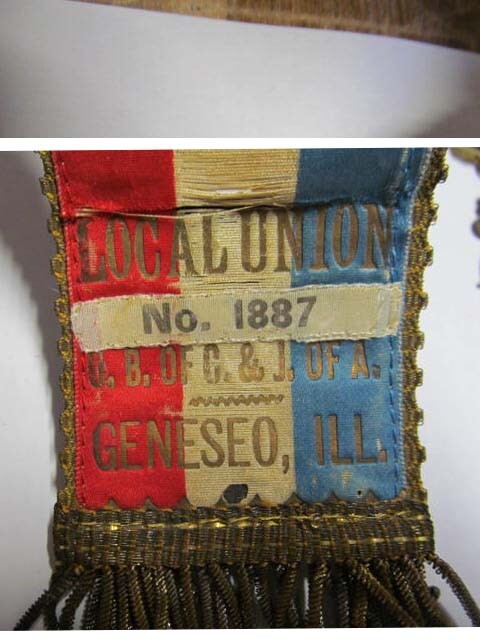 LOCAL UNION
No. 1887
U. B. OF C. & J. OF A.
GENESEO, ILL.